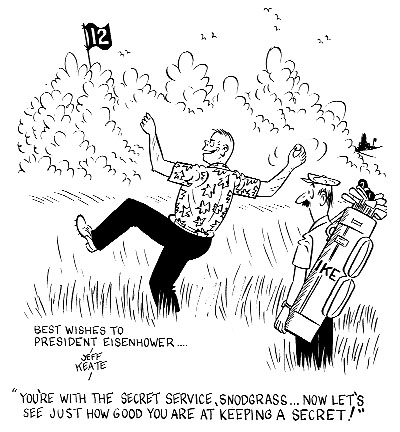 112
IKE
BEST WISHES TO
PRESIDENT EISENHOWER....
JEFF
KEATE
"YOU'RE WITH THE SECRET SERVICE, SNODGRASS... NOW LET'S
SEE JUST HOW GOOD YOU ARE AT KEEPING A SECRET!"